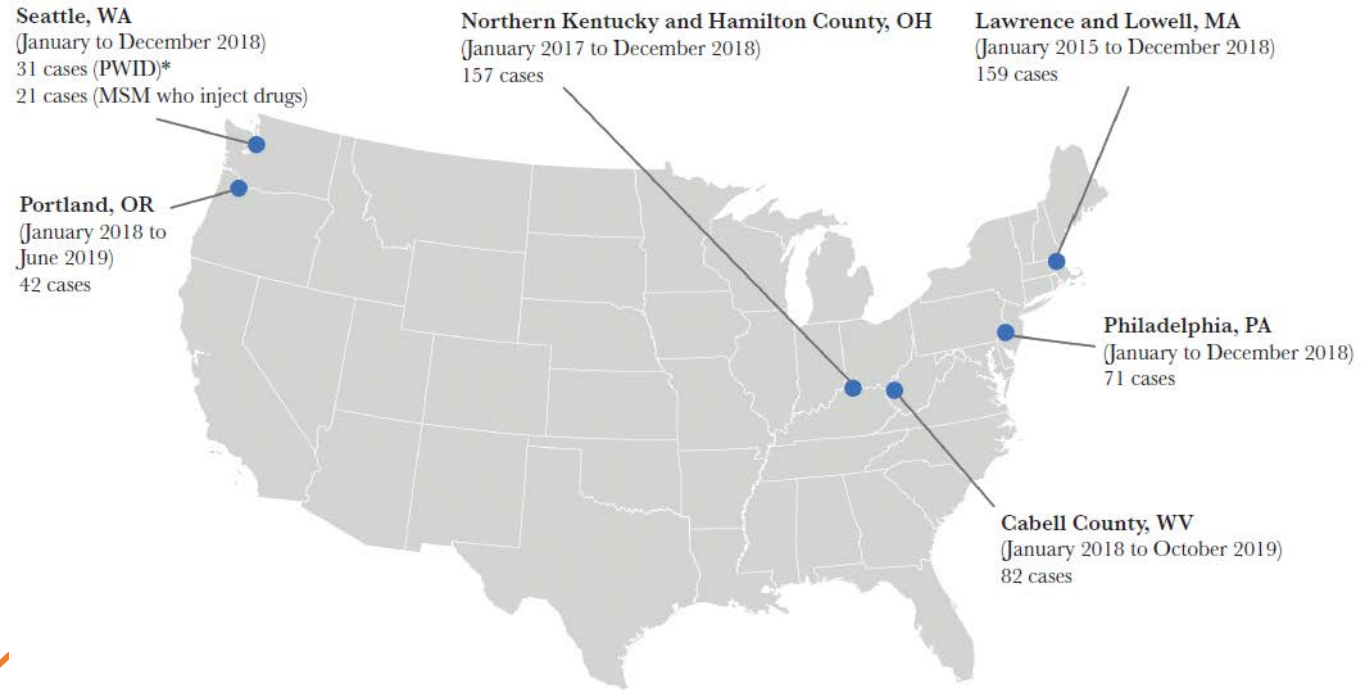 Seattle, WA
(January to December 2018)
31 cases (PWID)*
21 cases (MSM who inject drugs)
Northern Kentucky and Hamilton County, OH
(January 2017 to December 2018)
157 cases
Lawrence and Lowell, MA
(January 2015 to December 2018)
159 cases
Portland, OR
(January 2018 to
June 2019)
42 cases
Philadelphia, PA
(January to December 2018)
71 cases
Cabell County, WV
(January 2018 to October 2019)
82 cases